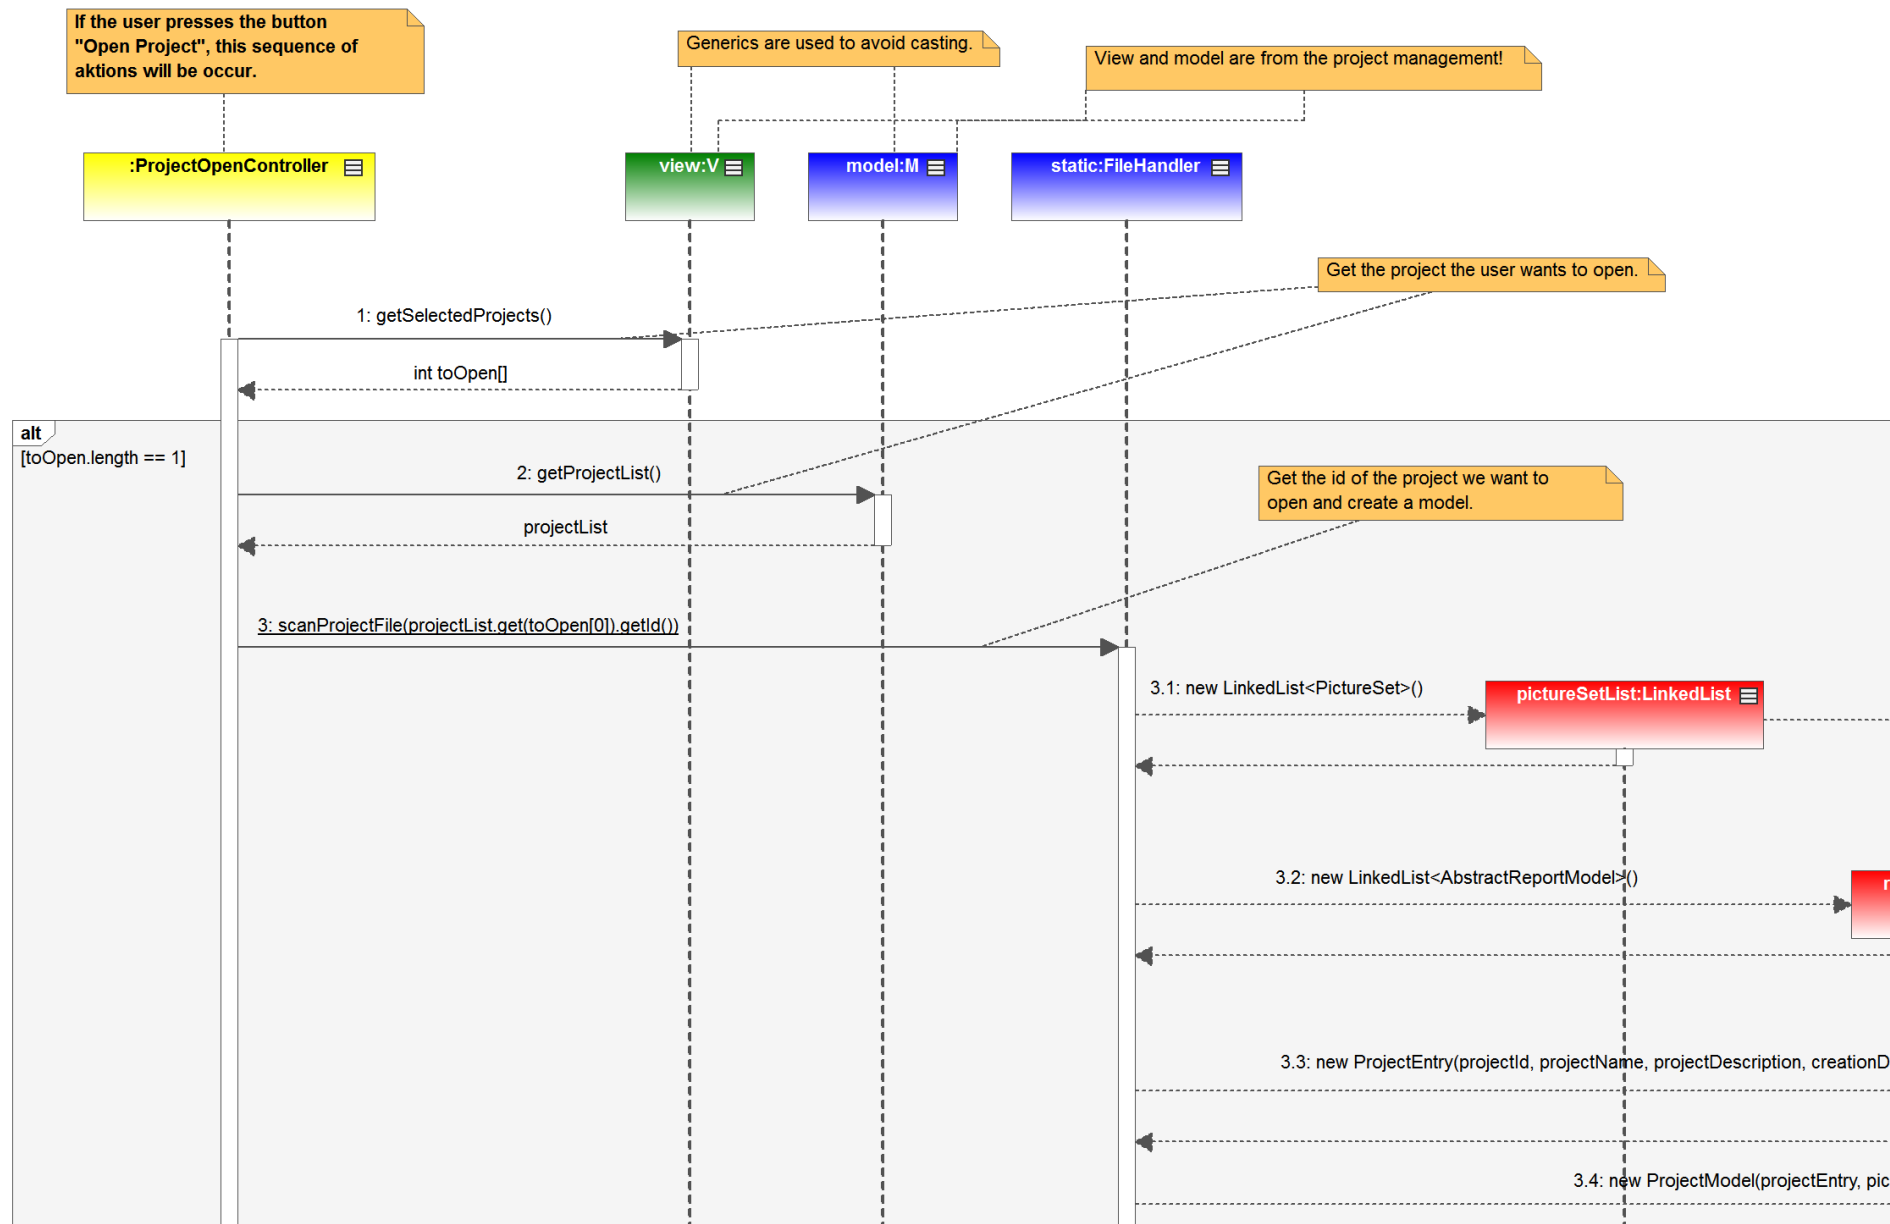 If the user presses the button
"Open Project", this sequence of
aktions will be occur.
Generics are used to avoid casting.
View and model are from the project management!
:ProjectOpenController
view:V
model:M
static:FileHandler
Get the project the user wants to open.
1: getSelectedProjects()
int toOpen[]
alt
[toOpen.length == 1]
2: getProjectList()
Get the id of the project we want to
open and create a model.
projectList
3: scanProjectFile(projectList.get(toOpen[0]).getId())
3.1: new LinkedList<PictureSet>()
pictureSetList:LinkedList
3.2: new LinkedList<AbstractReportModel>()
3.3: new ProjectEntry(projectId, projectName, projectDescription, creationD
3.4: new ProjectModel(projectEntry, pic